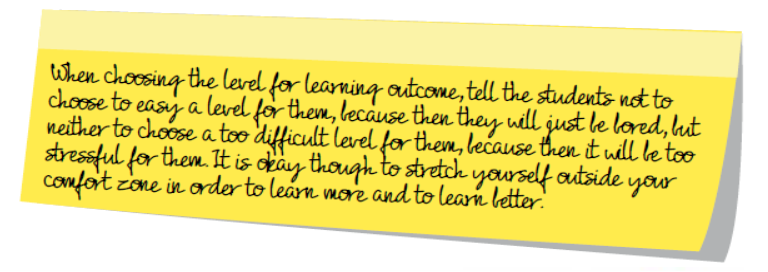 When choosing the level for learning outcome, tell the students not to
choose to easy a level for them, because then they will just be bored, but
neither to choose a too difficult level for them, because then it will be too
stressful for them. It is okay though to stretch yourself outside your
comfort zone in order to learn more and to learn better.